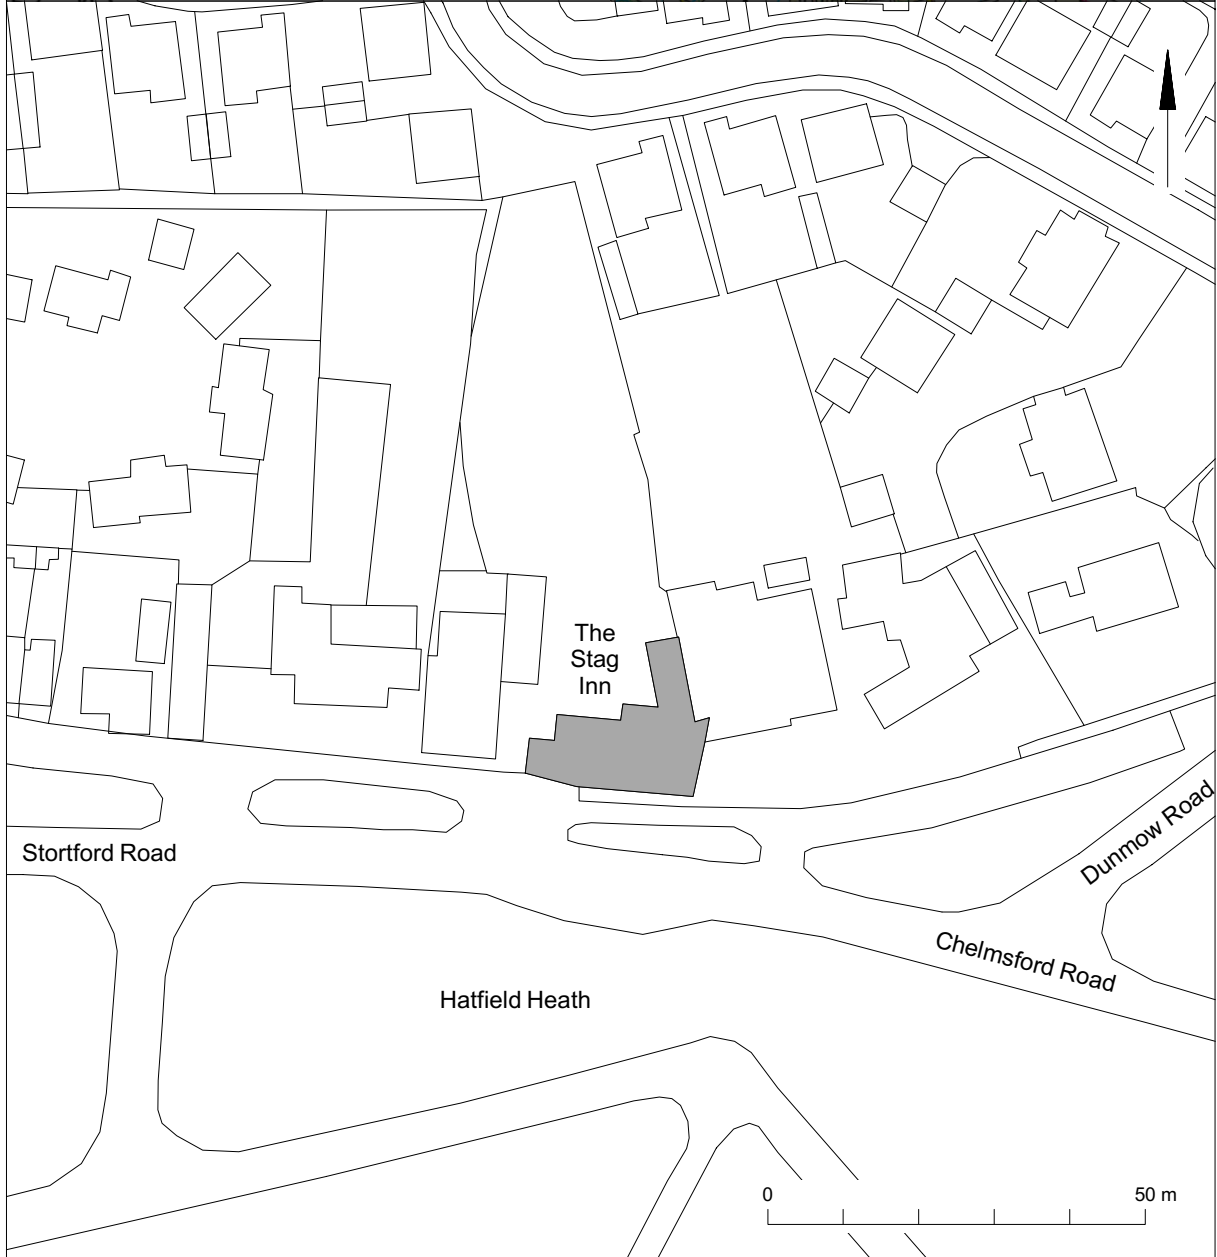 The
Stag
Inn
Stortford Road
Dunmow Road
Chelmsford Road
Hatfield Heath
0
50 m